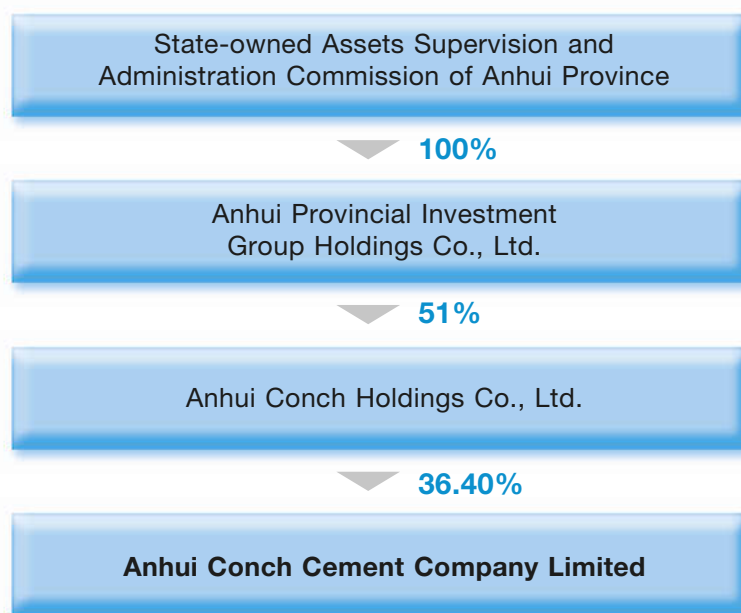 State-owned Assets Supervision and
Administration Commission of Anhui Province
100%
Anhui Provincial Investment
Group Holdings Co., Ltd.
51%
Anhui Conch Holdings Co., Ltd.
36.40%
Anhui Conch Cement Company Limited